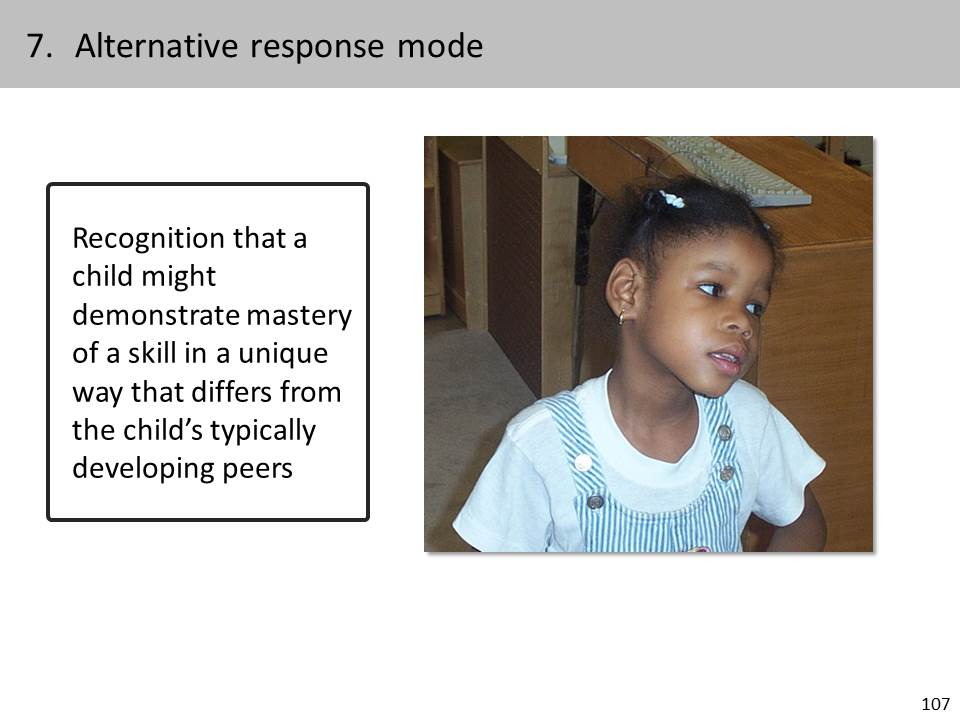 7. Alternative response mode
Recognition that a
child might
demonstrate mastery
of a skill in a unique
way that differs from
the child’s typically
developing peers
107